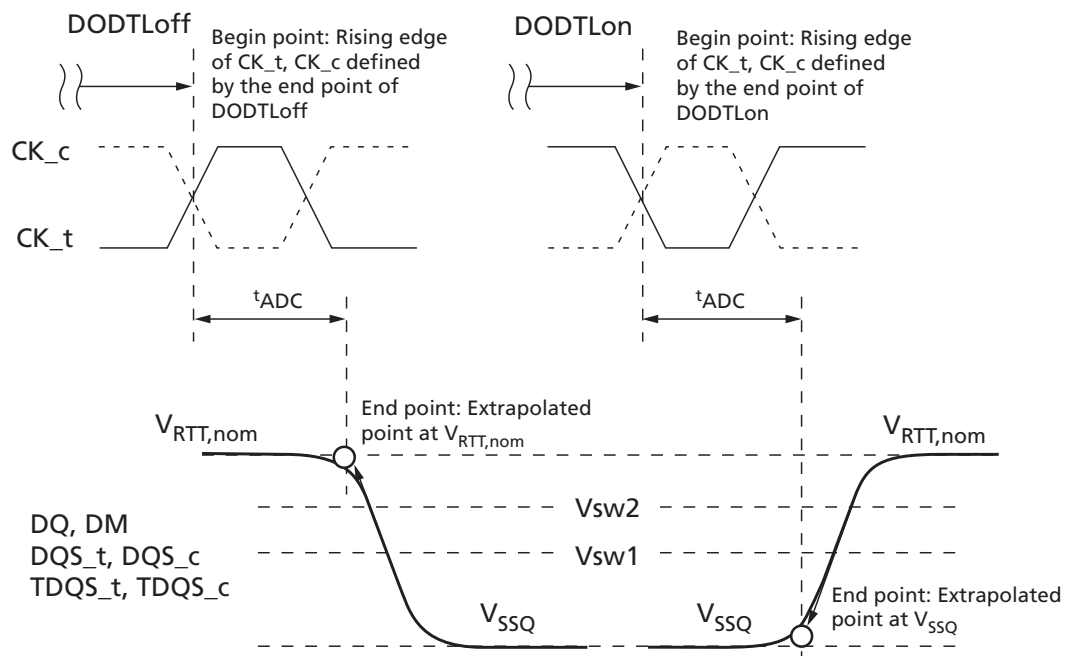 DODTLoff
Begin point: Rising edge
of CK_t, CK_c defined
by the end point of
DODTLoff
DODTLon
Begin point: Rising edge
of CK_t, CK_c defined
by the end point of
DODTLon
CK_c
CK_t
tADC
tADC
VRTT,nom
End point: Extrapolated
point at VRTT,nom
VRTT,nom
Vsw2
Vsw1
DQ, DM
DQS_t, DQS_c
TDQS_t, TDQS_c
VSSQ
VSSQ
End point: Extrapolated
point at VSSQ